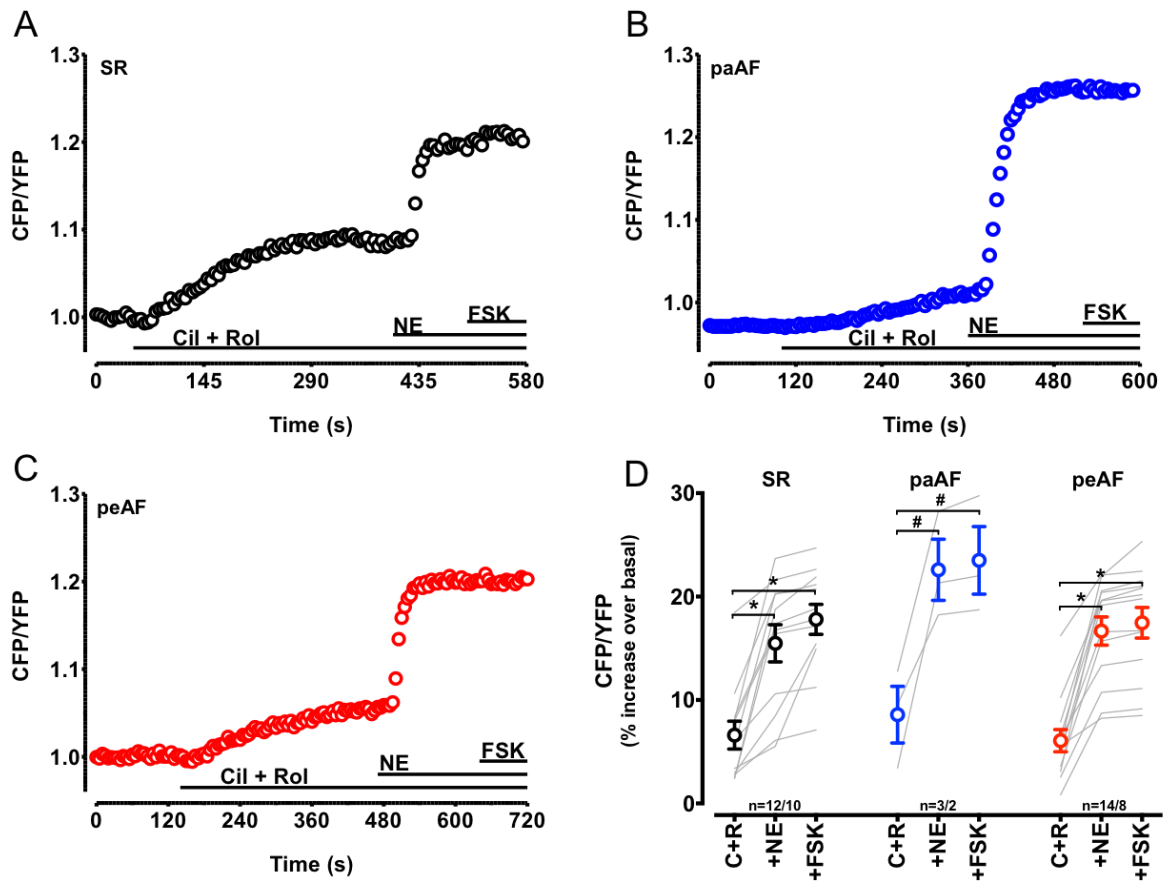 A
SR
CFP/YFP
1.3
1.2
1.1
1.0
FSK
NE
Cil + Rol
0 145 290 435 580
Time (s)
B
paAF
CFP/YFP
1.3
1.2
1.1
1.0
FSK
NE
Cil + Rol
0 120 240 360 480 600
Time (s)
C
peAF
CFP/YFP
1.3
1.2
1.1
1.0
FSK
NE
Cil + Rol
0 120 240 360 480 600 720
Time (s)
D
SR paAF peAF
CFP/YFP
(% increase over basal)
30
20
10
0
* *
# #
* *
n=12/10 n=3/2 n=14/8
C+R +NE +FSK C+R +NE +FSK C+R +NE +FSK